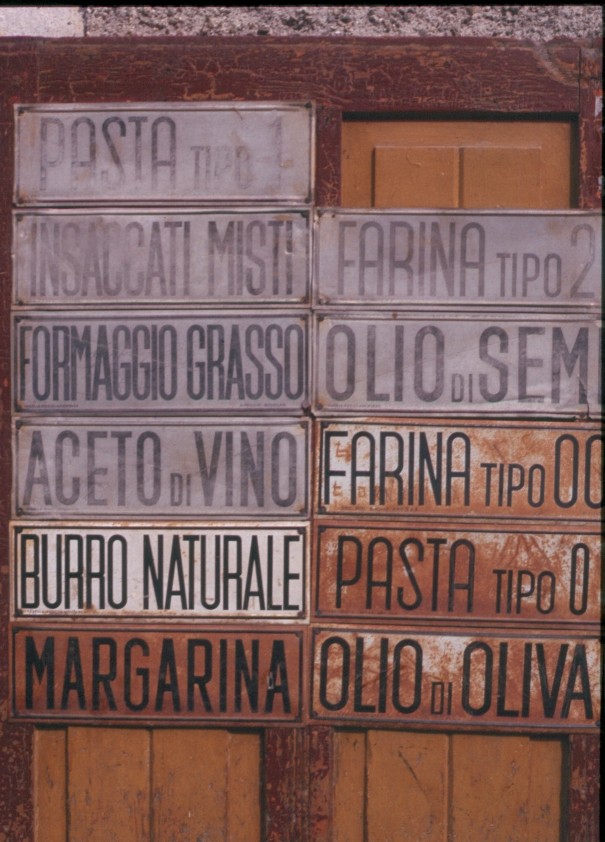 PASTA TIPO 1
INSACCATI MISTI
FORMAGGIO GRASSO
ACETO DI VINO
BURRO NATURALE
MARGARINA
FARINA TIPO 2
OLIO DI SEMI
FARINA TIPO 00
PASTA TIPO 0
OLIO DI OLIVA